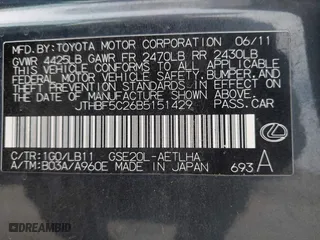 MFD. BY: TOYOTA MOTOR CORPORATION 06/11
GVWR 4425LB GAWR FR 2470LB RR 2430LB
THIS VEHICLE CONFORMS TO ALL APPLICABLE
FEDERAL MOTOR VEHICLE SAFETY, BUMPER, AND
THEFT PREVENTION STANDARDS IN EFFECT ON
THE DATE OF MANUFACTURE SHOWN ABOVE.
JTHBF5C26B5151429 PASS.CAR
C/TR: 1G0/LB11 GSE20L-AETLHA
A/TM: B03A/A960E MADE IN JAPAN 693 A
DREAMBID